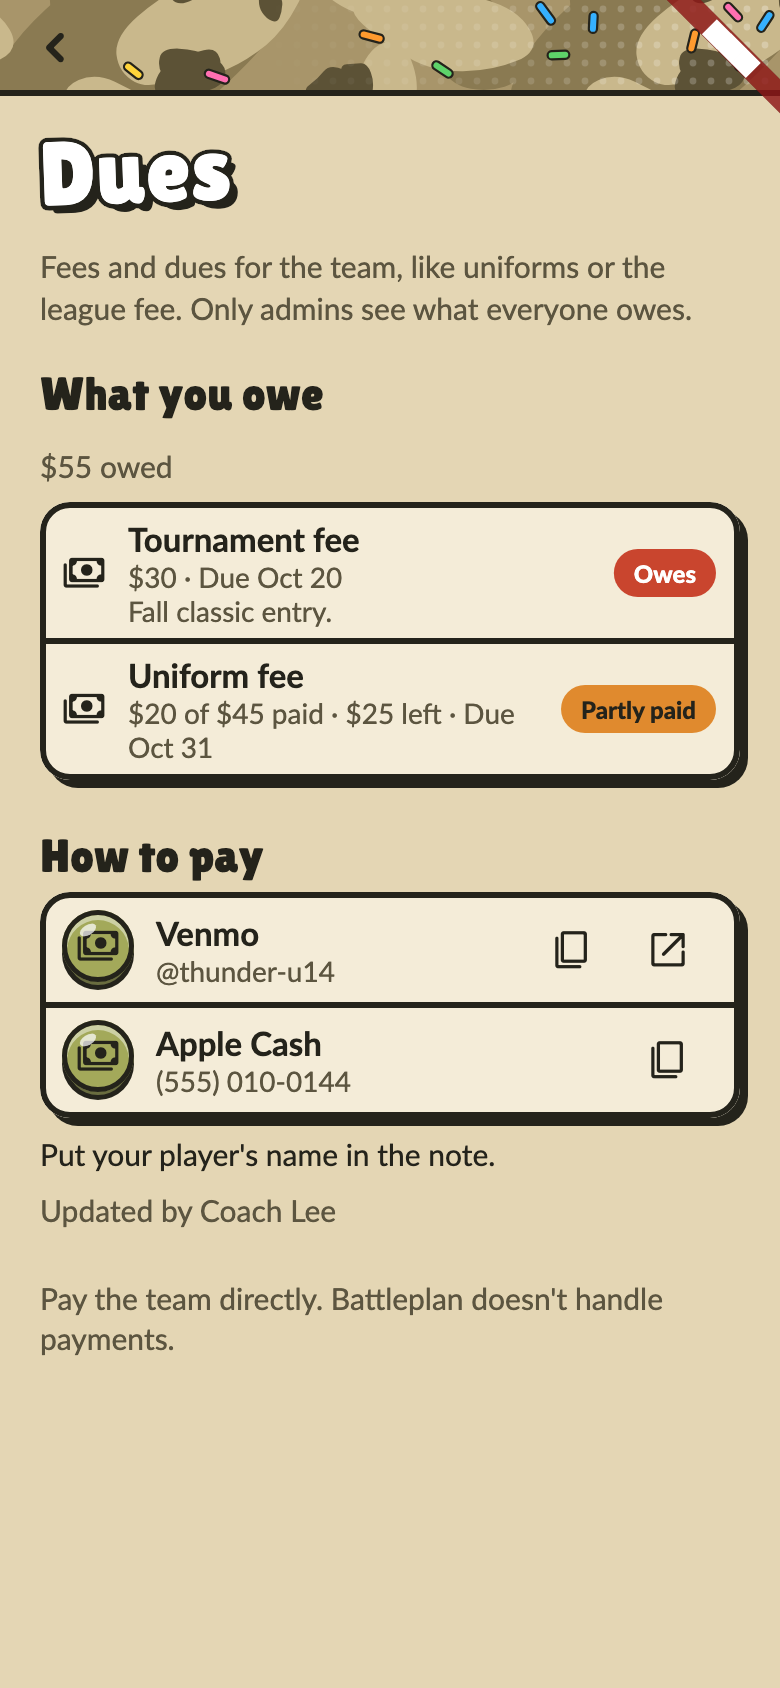 Dues
Fees and dues for the team, like uniforms or the
league fee. Only admins see what everyone owes.
What you owe
$55 owed
Tournament fee
$30 · Due Oct 20
Fall classic entry.
Owes
Uniform fee
$20 of $45 paid · $25 left · Due
Oct 31
Partly paid
How to pay
Venmo
@thunder-u14
Apple Cash
(555) 010-0144
Put your player's name in the note.
Updated by Coach Lee
Pay the team directly. Battleplan doesn't handle
payments.